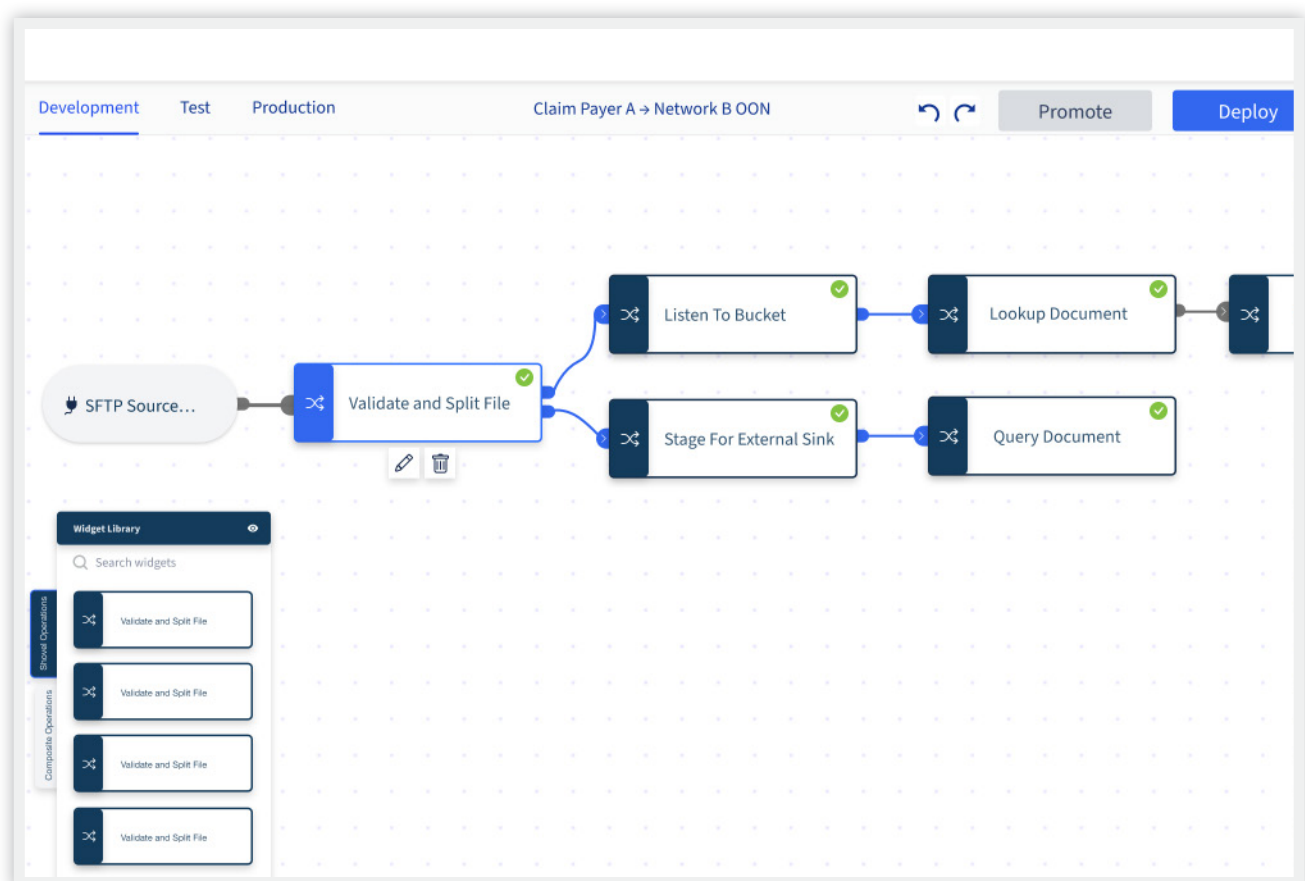 Development Test Production Claim Payer A → Network B OON Promote Deploy
Listen To Bucket
Lookup Document
SFTP Source...
Validate and Split File
Stage For External Sink
Query Document
Widget Library
Search widgets
Shovel Operations
Composite Operations
Validate and Split File
Validate and Split File
Validate and Split File
Validate and Split File